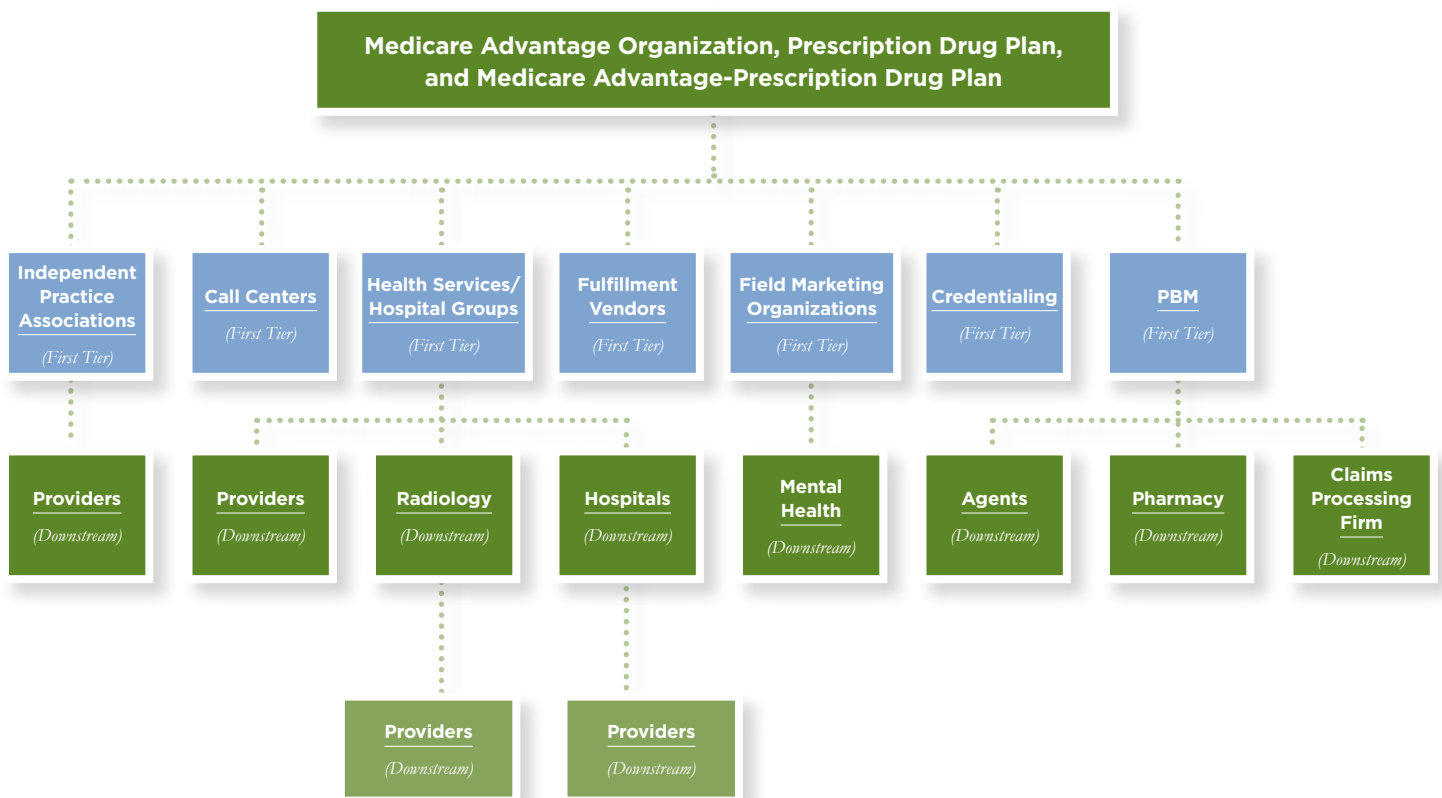 Medicare Advantage Organization, Prescription Drug Plan,
and Medicare Advantage-Prescription Drug Plan
Independent
Practice
Associations
(First Tier)
Call Centers
(First Tier)
Health Services/
Hospital Groups
(First Tier)
Fulfillment
Vendors
(First Tier)
Field Marketing
Organizations
(First Tier)
Credentialing
(First Tier)
PBM
(First Tier)
Providers
(Downstream)
Providers
(Downstream)
Radiology
(Downstream)
Hospitals
(Downstream)
Mental
Health
(Downstream)
Agents
(Downstream)
Pharmacy
(Downstream)
Claims
Processing
Firm
(Downstream)
Providers
(Downstream)
Providers
(Downstream)